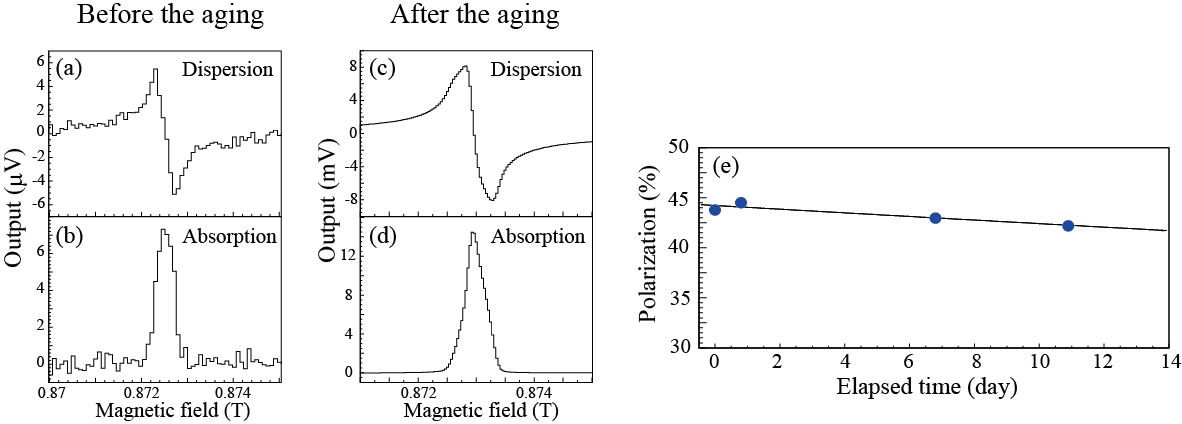 Before the aging
After the aging
(a) Dispersion
6
4
2
0
-2
-4
-6
(b) Absorption
6
4
2
0
0.87 0.872 0.874
Magnetic field (T)
Output (μV)
(c) Dispersion
8
4
0
-4
-8
(d) Absorption
12
8
4
0
0.872 0.874
Magnetic field (T)
Output (mV)
(e)
50
45
40
35
30
0 2 4 6 8 10 12 14
Elapsed time (day)
Polarization (%)